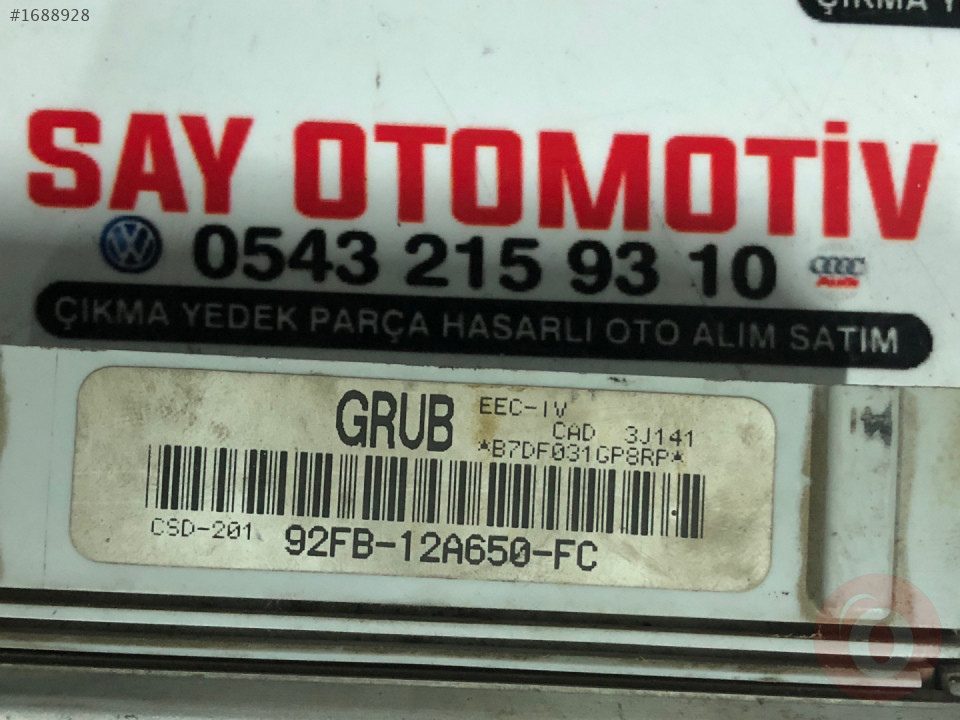 #1688928
ÇIKMA Y
SAY OTOMOTİV
0543 215 93 10
Audi
ÇIKMA YEDEK PARÇA HASARLI OTO ALIM SATIM
GRUB EEC-IV
CAD 3J141
*B7DF031GP8RP*
CSD-201 92FB-12A650-FC